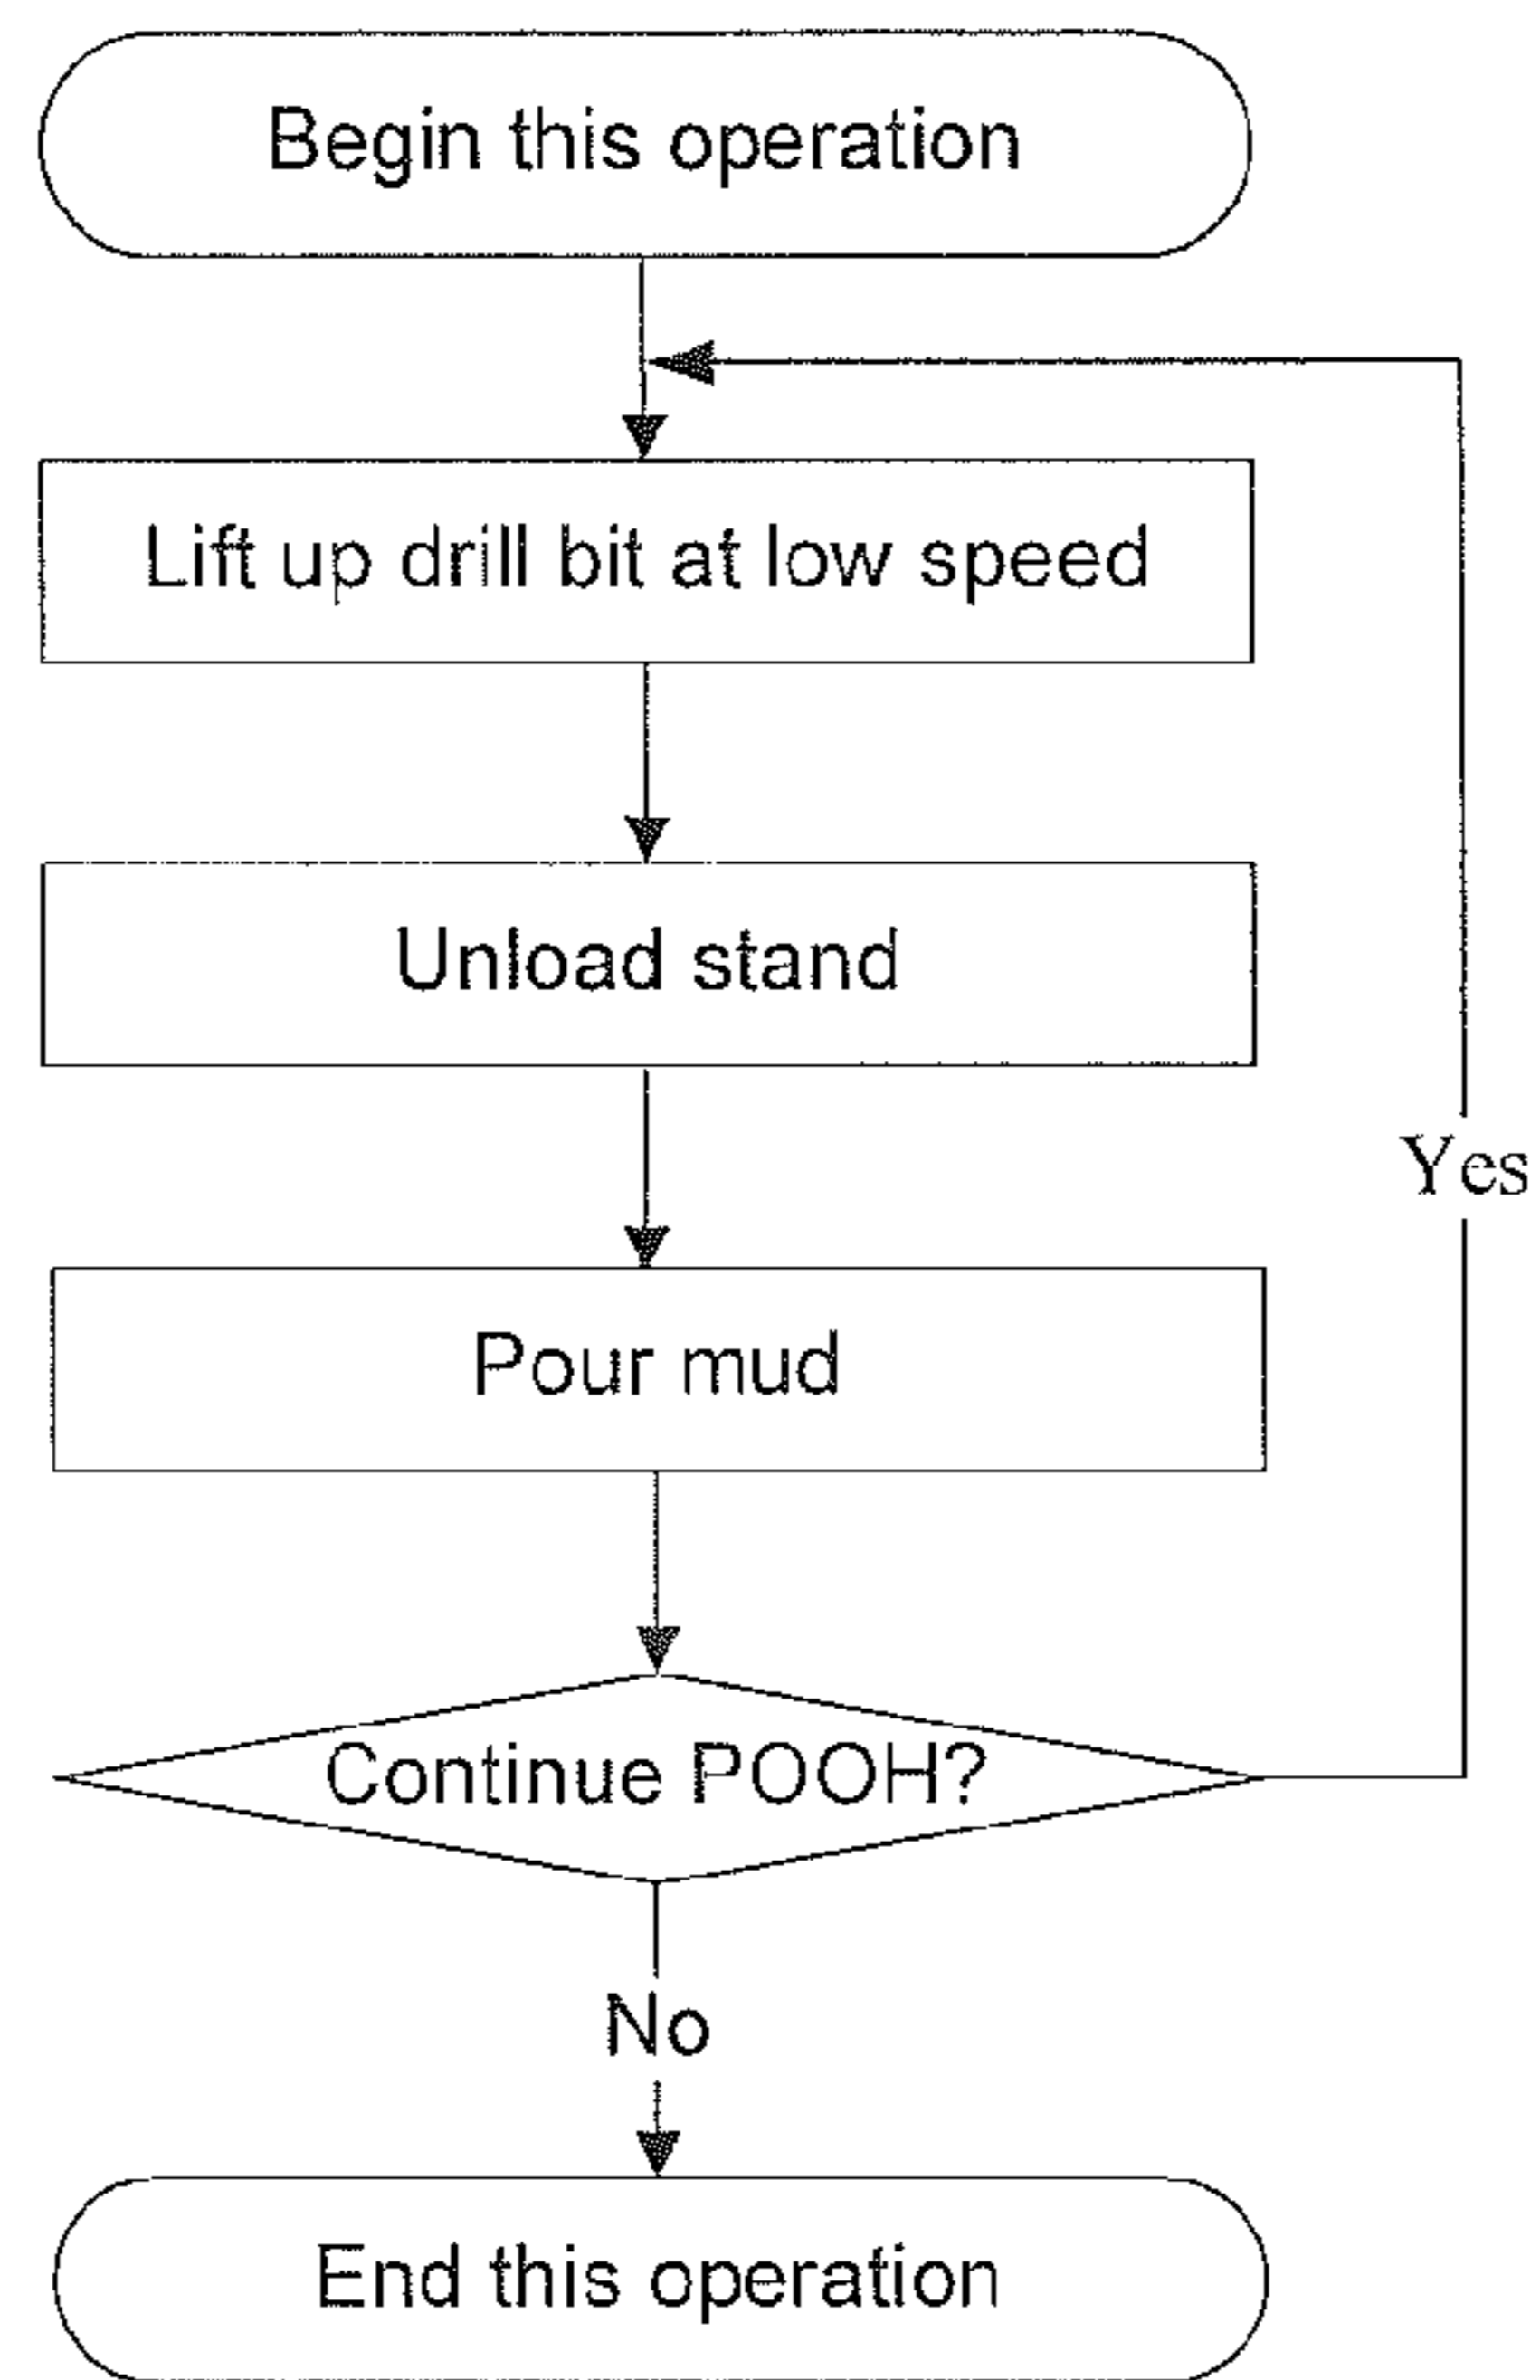 Begin this operation
Lift up drill bit at low speed
Unload stand
Yes
Pour mud
Continue POOH?
No
End this operation